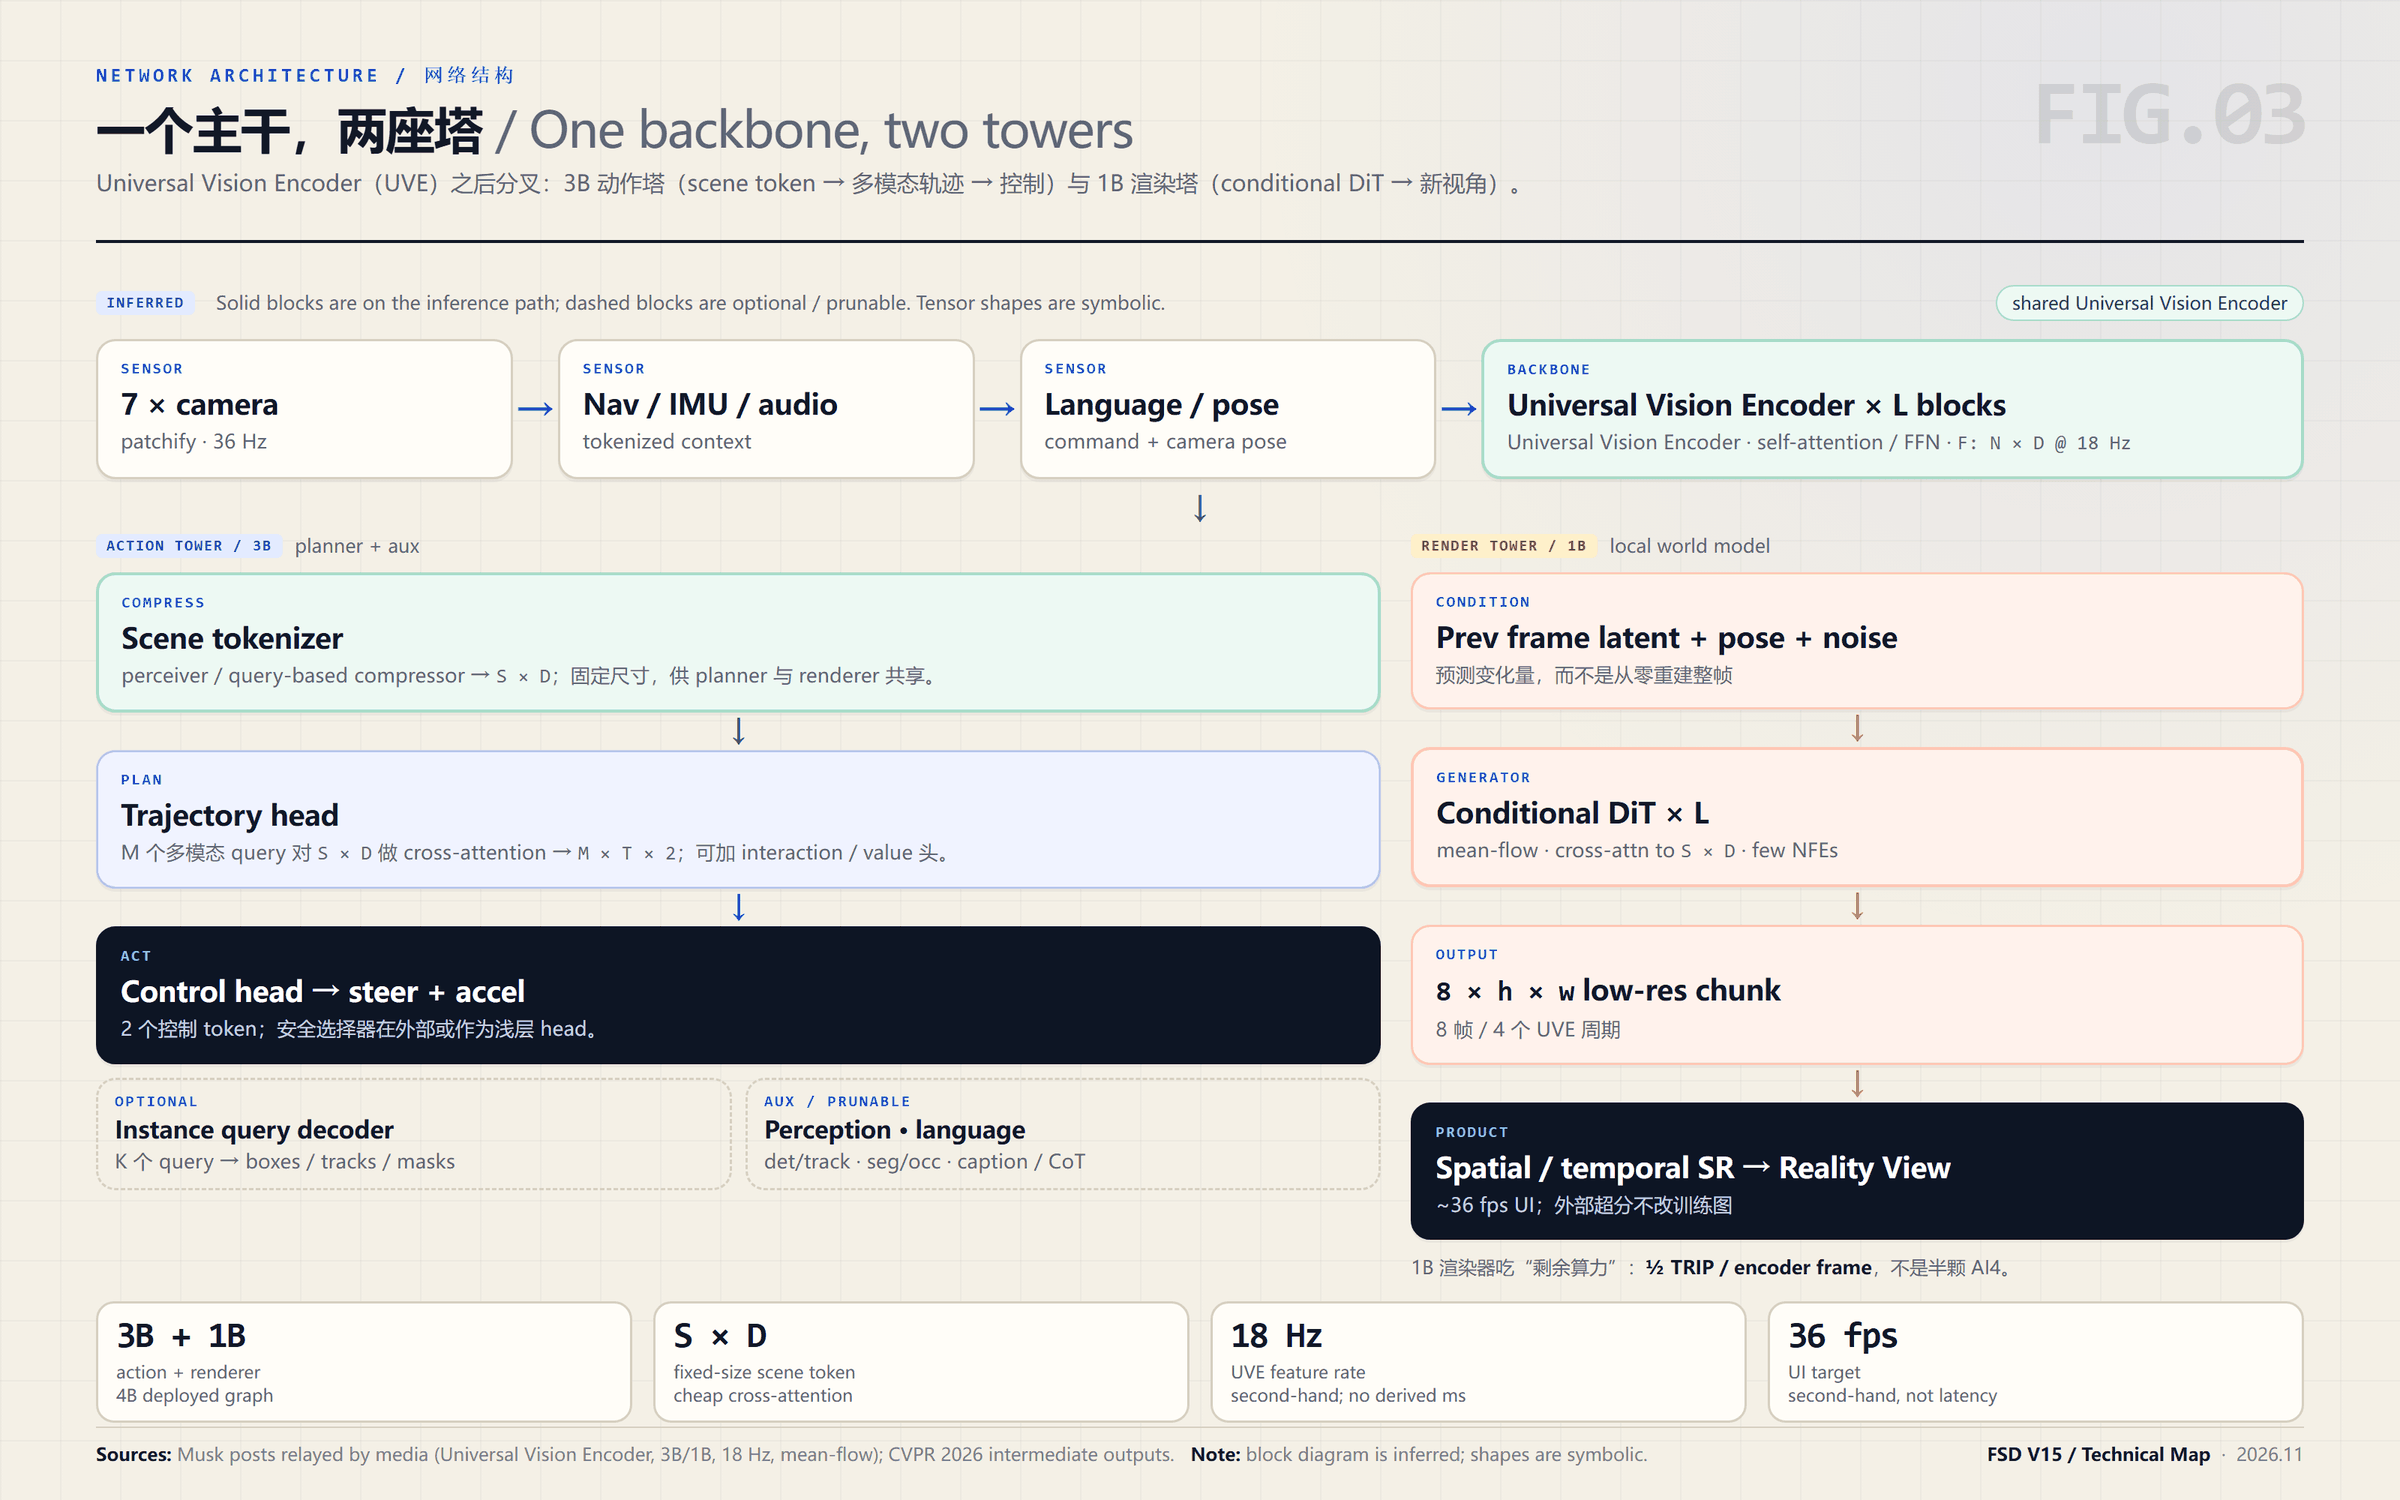 NETWORK ARCHITECTURE / 网络结构
FIG.03
一个主干，两座塔 / One backbone, two towers
Universal Vision Encoder（UVE）之后分叉：3B 动作塔（scene token → 多模态轨迹 → 控制）与 1B 渲染塔（conditional DiT → 新视角）。
INFERRED Solid blocks are on the inference path; dashed blocks are optional / prunable. Tensor shapes are symbolic.
shared Universal Vision Encoder
SENSOR
7 × camera
patchify · 36 Hz
→
SENSOR
Nav / IMU / audio
tokenized context
→
SENSOR
Language / pose
command + camera pose
→
BACKBONE
Universal Vision Encoder × L blocks
Universal Vision Encoder · self-attention / FFN · F: N × D @ 18 Hz
↓
ACTION TOWER / 3B planner + aux
COMPRESS
Scene tokenizer
perceiver / query-based compressor → S × D；固定尺寸，供 planner 与 renderer 共享。
↓
PLAN
Trajectory head
M 个多模态 query 对 S × D 做 cross-attention → M × T × 2；可加 interaction / value 头。
↓
ACT
Control head → steer + accel
2 个控制 token；安全选择器在外部或作为浅层 head。
OPTIONAL
Instance query decoder
K 个 query → boxes / tracks / masks
AUX / PRUNABLE
Perception • language
det/track · seg/occ · caption / CoT
RENDER TOWER / 1B local world model
CONDITION
Prev frame latent + pose + noise
预测变化量，而不是从零重建整帧
↓
GENERATOR
Conditional DiT × L
mean-flow · cross-attn to S × D · few NFEs
↓
OUTPUT
8 × h × w low-res chunk
8 帧 / 4 个 UVE 周期
↓
PRODUCT
Spatial / temporal SR → Reality View
~36 fps UI；外部超分不改训练图
1B 渲染器吃“剩余算力”：½ TRIP / encoder frame，不是半颗 AI4。
3B + 1B
action + renderer
4B deployed graph
S × D
fixed-size scene token
cheap cross-attention
18 Hz
UVE feature rate
second-hand; no derived ms
36 fps
UI target
second-hand, not latency
Sources: Musk posts relayed by media (Universal Vision Encoder, 3B/1B, 18 Hz, mean-flow); CVPR 2026 intermediate outputs. Note: block diagram is inferred; shapes are symbolic.
FSD V15 / Technical Map · 2026.11